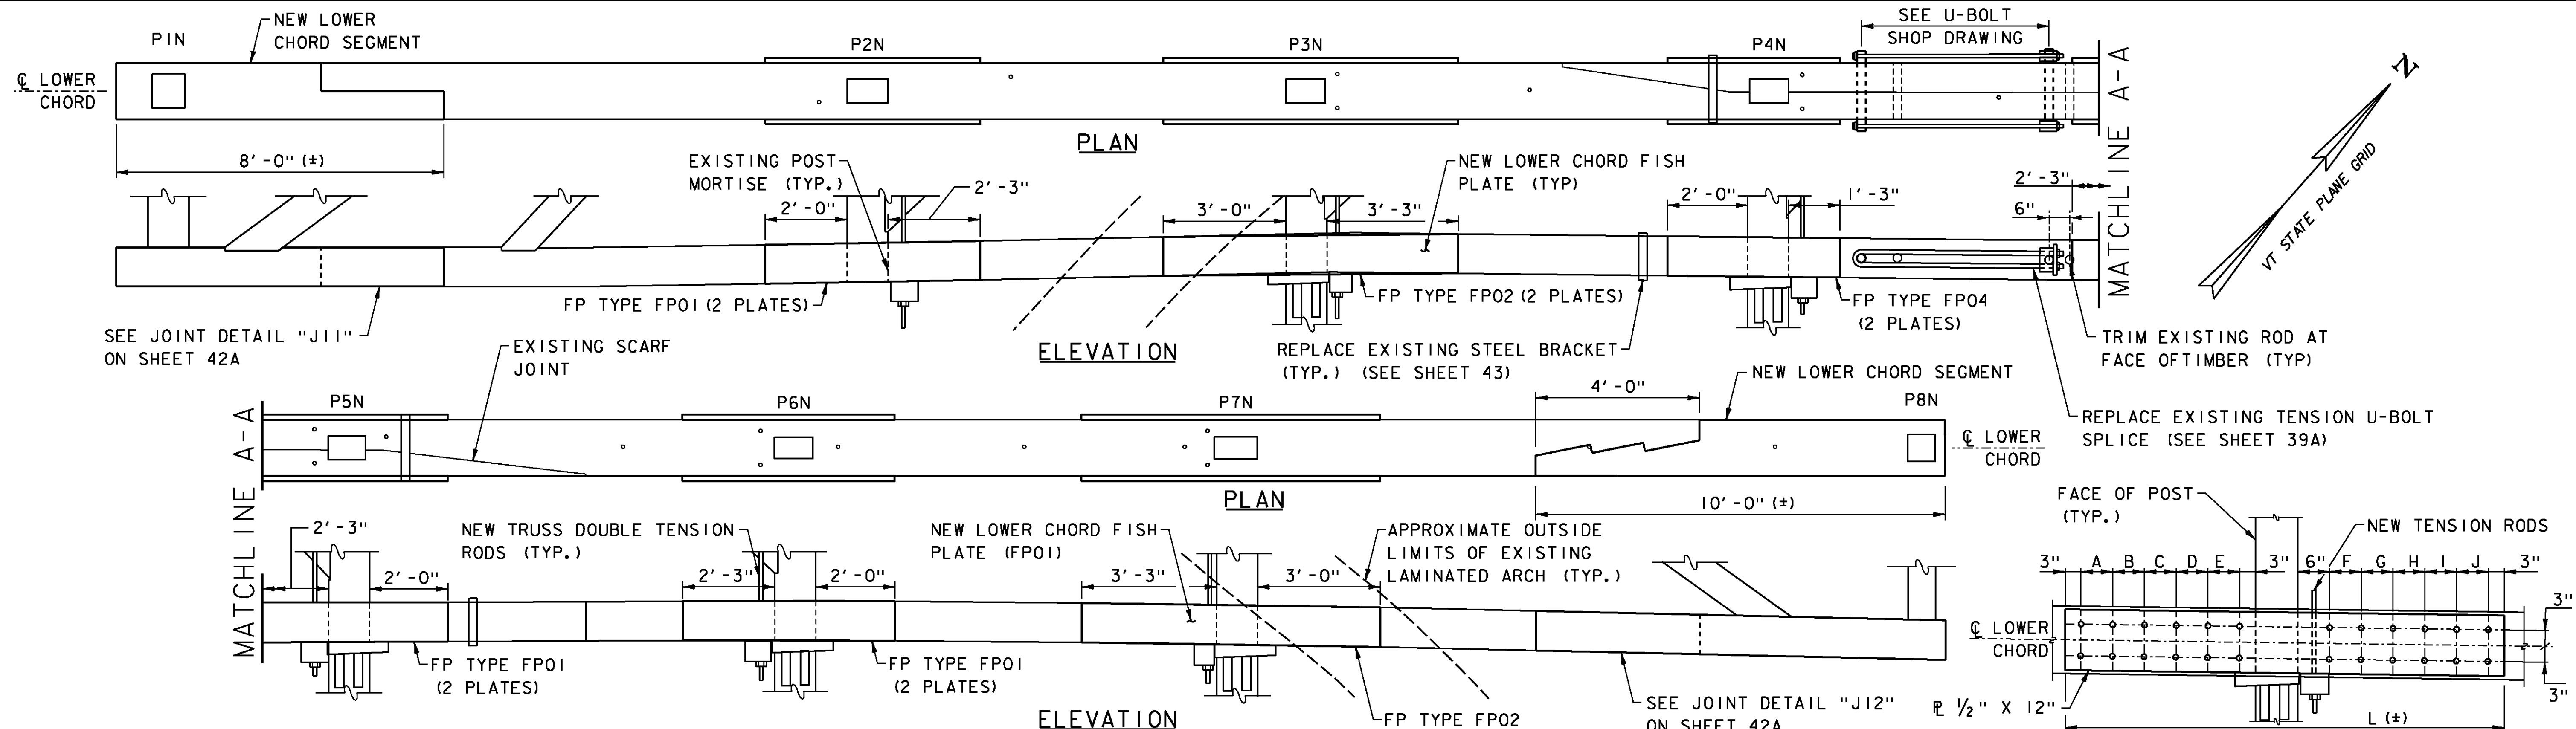 NEW LOWER
CHORD SEGMENT
P1N
P2N
P3N
P4N
SEE U-BOLT
SHOP DRAWING
℄ LOWER
CHORD
MATCHLINE A-A
N
VT STATE PLANE GRID
8'-0" (±)
PLAN
EXISTING POST
MORTISE (TYP.)
2'-3"
NEW LOWER CHORD FISH
PLATE (TYP)
2'-0"
3'-0"
3'-3"
2'-0"
1'-3"
2'-3"
6"
FP TYPE FP01 (2 PLATES)
FP TYPE FP02 (2 PLATES)
FP TYPE FP04
(2 PLATES)
SEE JOINT DETAIL "J11"
ON SHEET 42A
ELEVATION
REPLACE EXISTING STEEL BRACKET
(TYP.) (SEE SHEET 43)
TRIM EXISTING ROD AT
FACE OFTIMBER (TYP)
REPLACE EXISTING TENSION U-BOLT
SPLICE (SEE SHEET 39A)
EXISTING SCARF
JOINT
MATCHLINE A-A
P5N
P6N
P7N
4'-0"
NEW LOWER CHORD SEGMENT
P8N
℄ LOWER
CHORD
PLAN
10'-0" (±)
2'-3"
NEW TRUSS DOUBLE TENSION
RODS (TYP.)
NEW LOWER CHORD FISH
PLATE (FP01)
APPROXIMATE OUTSIDE
LIMITS OF EXISTING
LAMINATED ARCH (TYP.)
2'-0"
2'-3"
2'-0"
3'-3"
3'-0"
FP TYPE FP01
(2 PLATES)
FP TYPE FP01
(2 PLATES)
FP TYPE FP02
SEE JOINT DETAIL "J12"
ON SHEET 42A
ELEVATION
FACE OF POST
(TYP.)
NEW TENSION RODS
3" A B C D E 3" 6" F G H I J 3"
3"
℄ LOWER
CHORD
3"
℄ 1/2" X 12"
L (±)